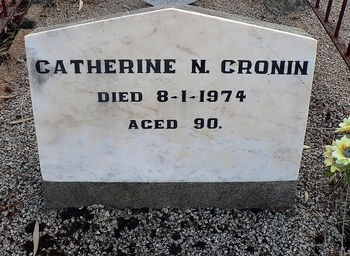 CATHERINE N. CRONIN
DIED 8-1-1974
AGED 90.